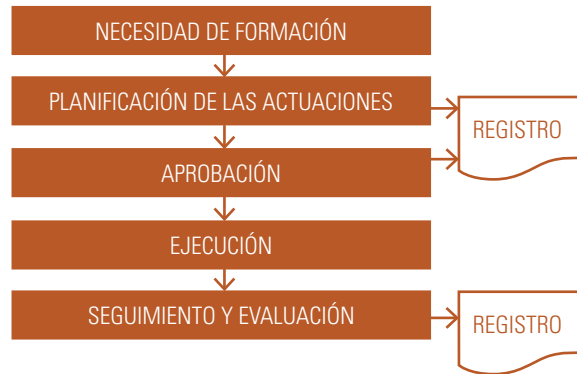 NECESIDAD DE FORMACIÓN
PLANIFICACIÓN DE LAS ACTUACIONES
REGISTRO
APROBACIÓN
EJECUCIÓN
SEGUIMIENTO Y EVALUACIÓN
REGISTRO